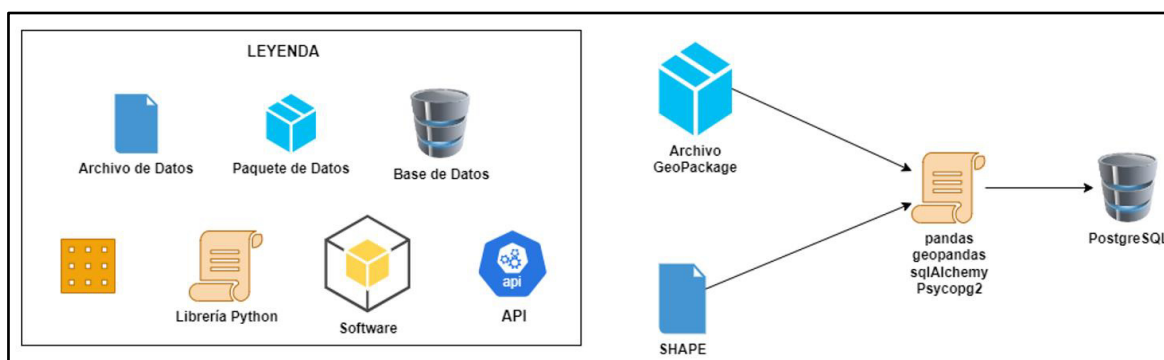 LEYENDA
Archivo de Datos
Paquete de Datos
Base de Datos
Librería Python
Software
api
API
Archivo
GeoPackage
SHAPE
pandas
geopandas
sqlAlchemy
Psycopg2
PostgreSQL